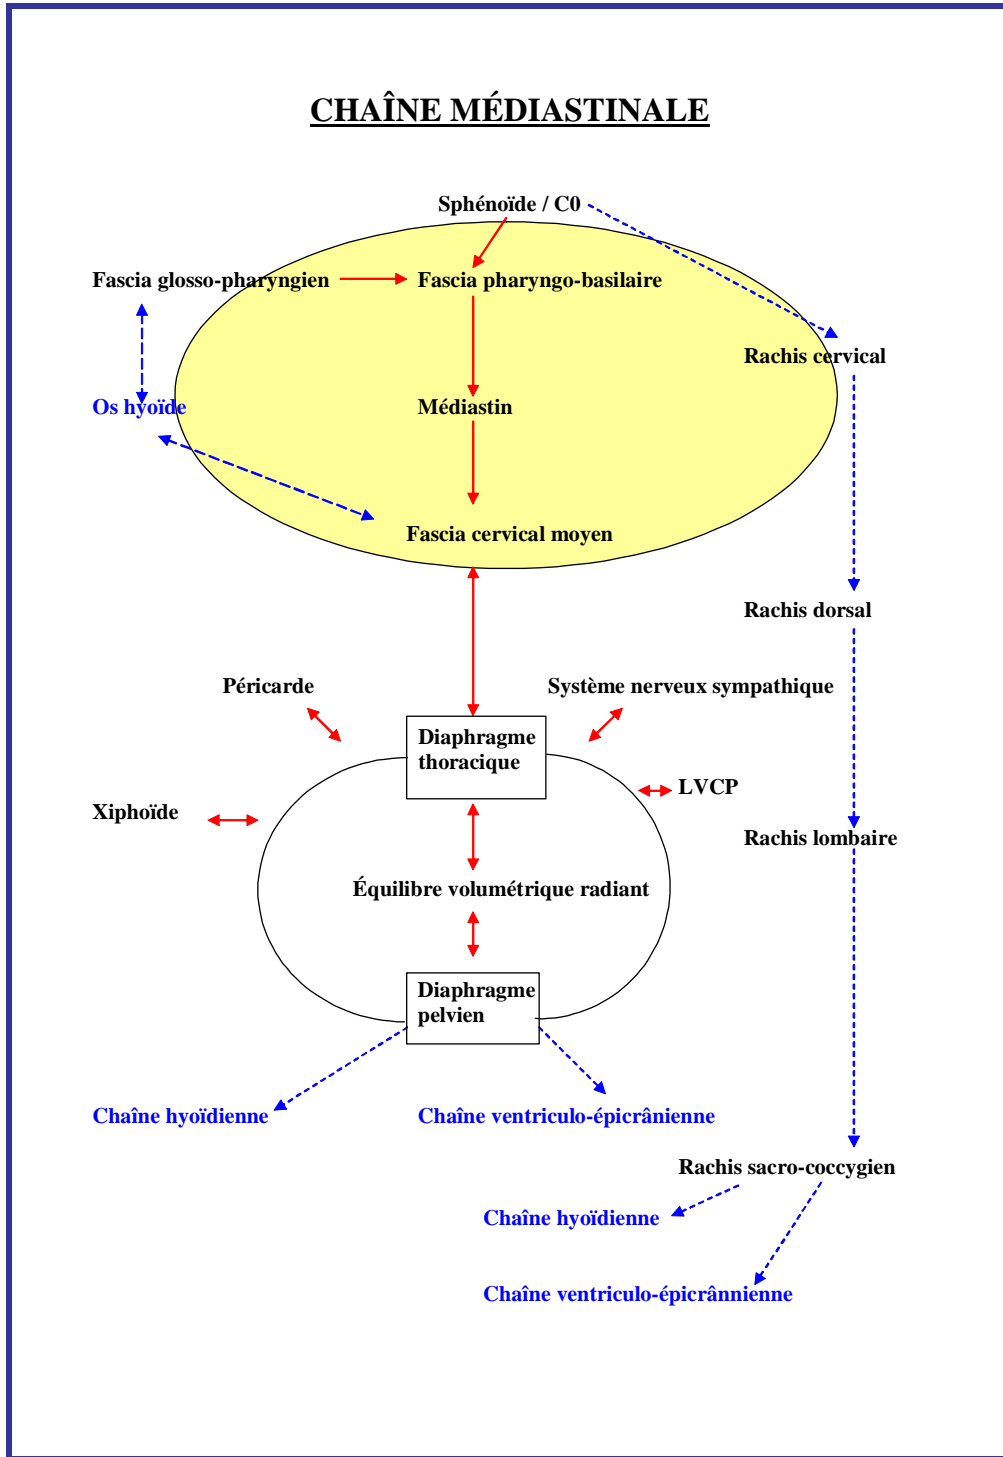 CHAÎNE MÉDIASTINALE
Sphénoïde / C0
Fascia glosso-pharyngien
Fascia pharyngo-basilaire
Rachis cervical
Os hyoïde
Médiastin
Fascia cervical moyen
Rachis dorsal
Péricarde
Système nerveux sympathique
Diaphragme
thoracique
LVCP
Xiphoïde
Rachis lombaire
Équilibre volumétrique radiant
Diaphragme
pelvien
Chaîne hyoïdienne
Chaîne ventriculo-épicrânienne
Rachis sacro-coccygien
Chaîne hyoïdienne
Chaîne ventriculo-épicrânnienne